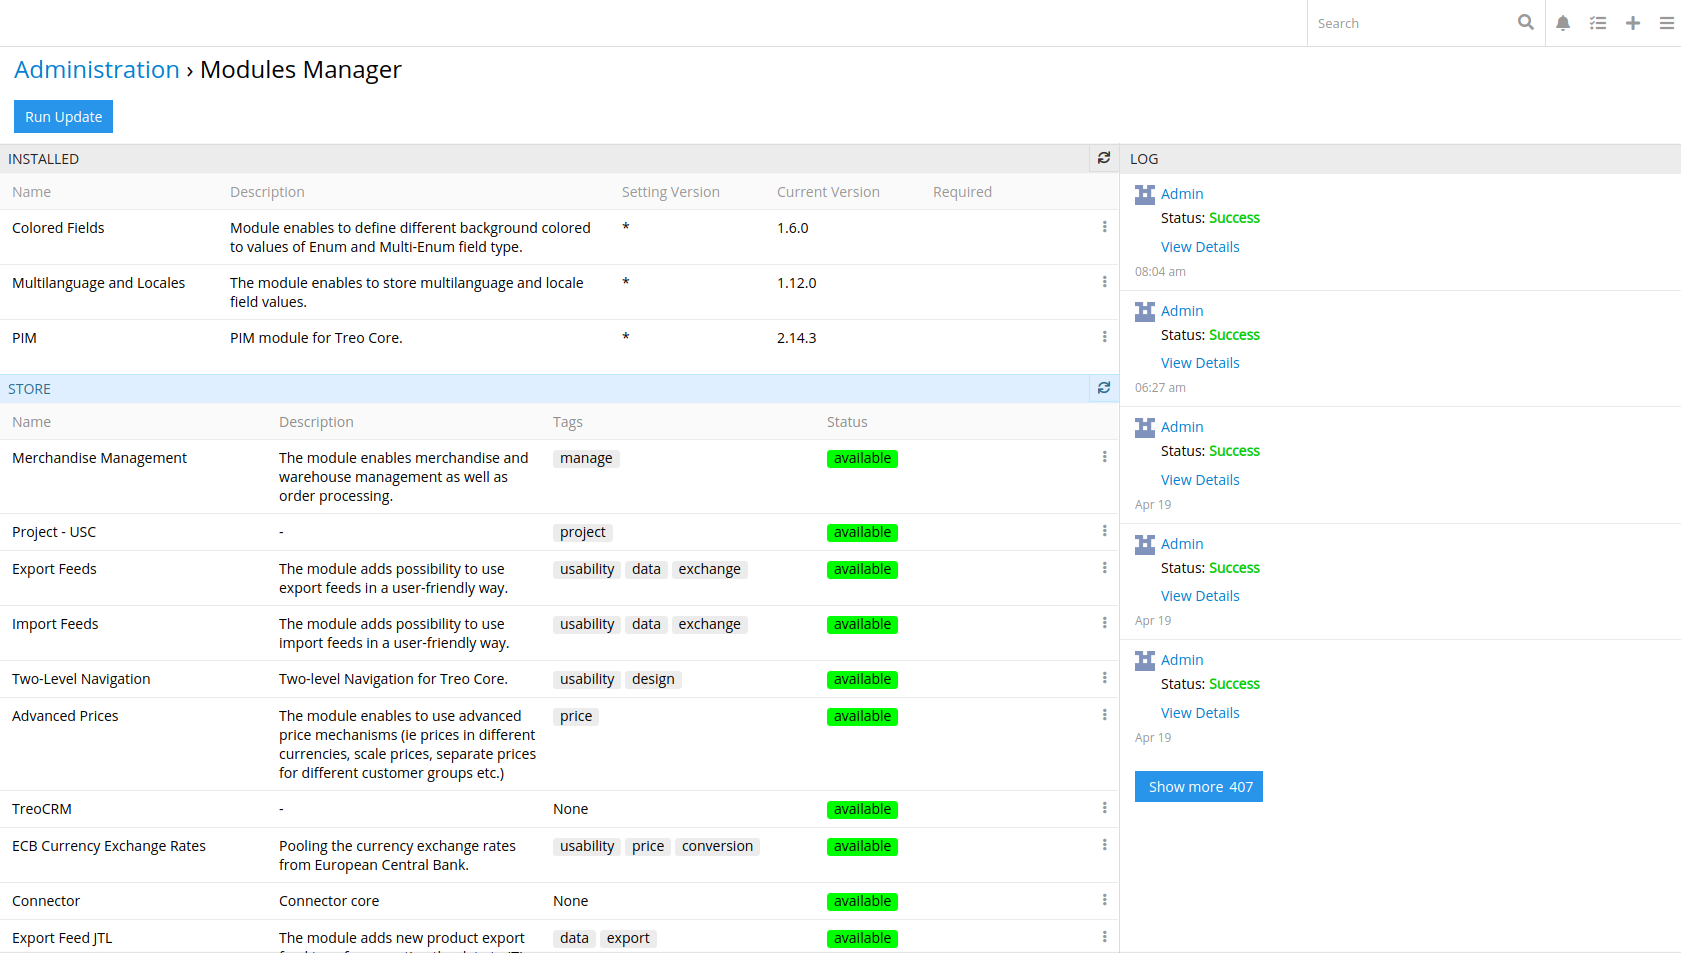 Search
Administration › Modules Manager
Run Update
INSTALLED
Name Description Setting Version Current Version Required
Colored Fields Module enables to define different background colored * 1.6.0
to values of Enum and Multi-Enum field type.
Multilanguage and Locales The module enables to store multilanguage and locale * 1.12.0
field values.
PIM PIM module for Treo Core. * 2.14.3
STORE
Name Description Tags Status
Merchandise Management The module enables merchandise and manage available
warehouse management as well as
order processing.
Project - USC - project available
Export Feeds The module adds possibility to use usability data exchange available
export feeds in a user-friendly way.
Import Feeds The module adds possibility to use usability data exchange available
import feeds in a user-friendly way.
Two-Level Navigation Two-level Navigation for Treo Core. usability design available
Advanced Prices The module enables to use advanced price available
price mechanisms (ie prices in different
currencies, scale prices, separate prices
for different customer groups etc.)
TreoCRM - None available
ECB Currency Exchange Rates Pooling the currency exchange rates usability price conversion available
from European Central Bank.
Connector Connector core None available
Export Feed JTL The module adds new product export data export available
LOG
Admin
Status: Success
View Details
08:04 am
Admin
Status: Success
View Details
06:27 am
Admin
Status: Success
View Details
Apr 19
Admin
Status: Success
View Details
Apr 19
Admin
Status: Success
View Details
Apr 19
Show more 407